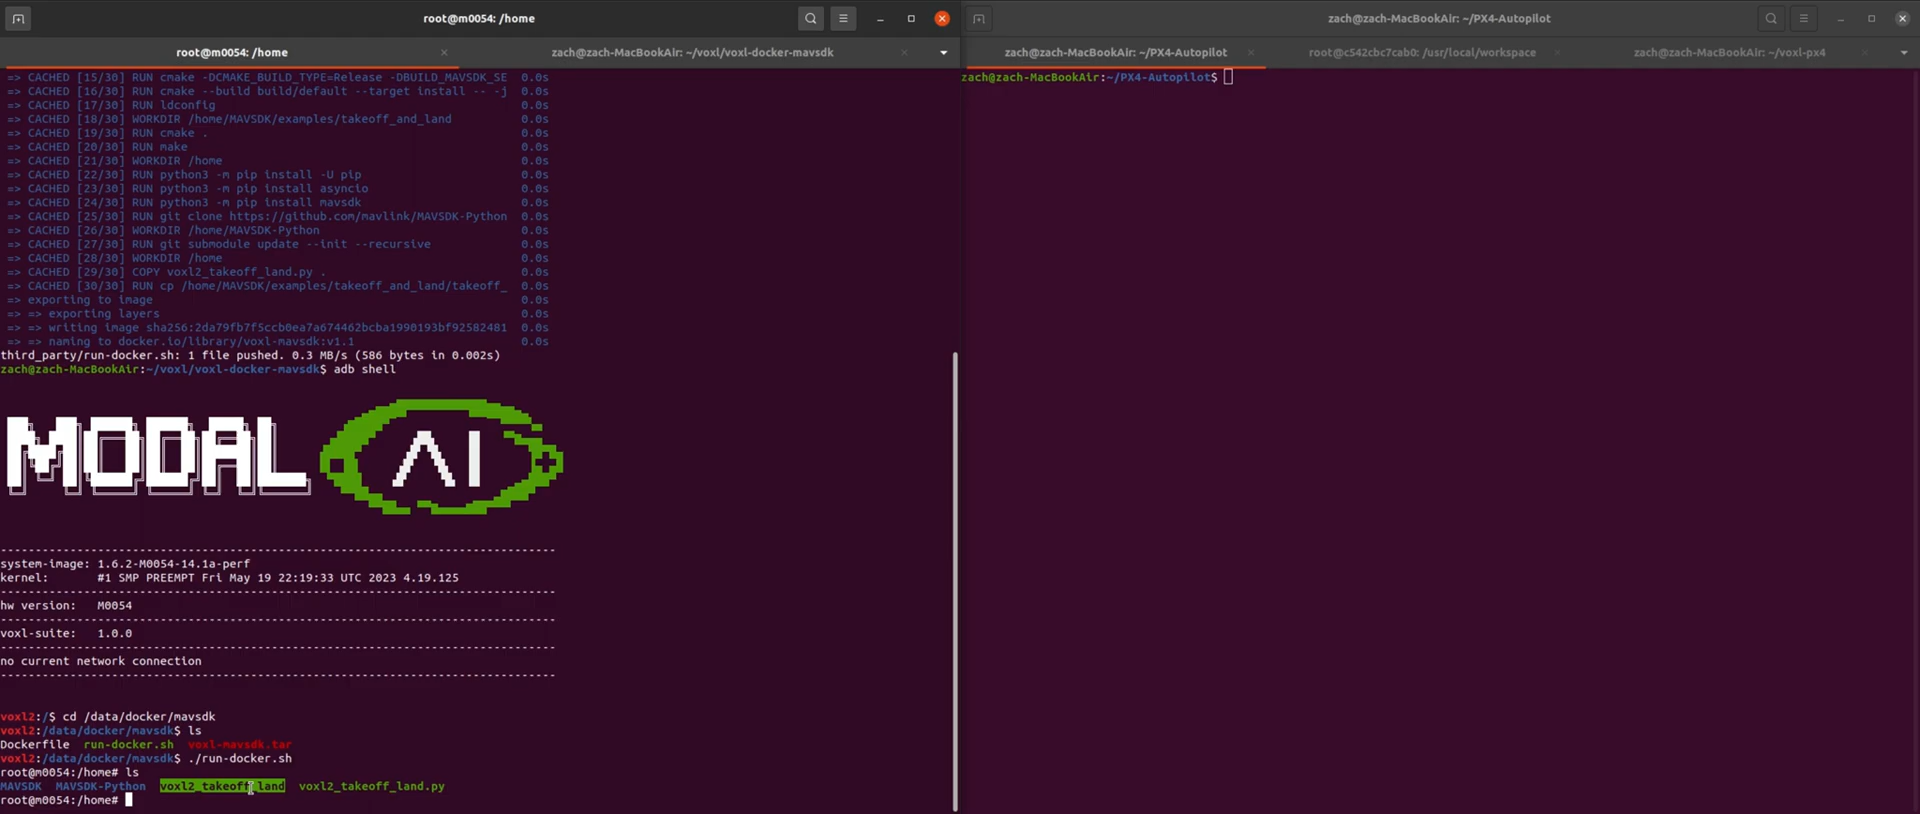 root@m0054: /home
root@m0054: /home
zach@zach-MacBookAir: ~/voxl/voxl-docker-mavsdk
=> CACHED [15/30] RUN cmake -DCMAKE_BUILD_TYPE=Release -DBUILD_MAVSDK_SE 0.0s
=> CACHED [16/30] RUN cmake --build build/default --target install -- -j 0.0s
=> CACHED [17/30] RUN ldconfig 0.0s
=> CACHED [18/30] WORKDIR /home/MAVSDK/examples/takeoff_and_land 0.0s
=> CACHED [19/30] RUN cmake . 0.0s
=> CACHED [20/30] RUN make 0.0s
=> CACHED [21/30] WORKDIR /home 0.0s
=> CACHED [22/30] RUN python3 -m pip install -U pip 0.0s
=> CACHED [23/30] RUN python3 -m pip install asyncio 0.0s
=> CACHED [24/30] RUN python3 -m pip install mavsdk 0.0s
=> CACHED [25/30] RUN git clone https://github.com/mavlink/MAVSDK-Python 0.0s
=> CACHED [26/30] WORKDIR /home/MAVSDK-Python 0.0s
=> CACHED [27/30] RUN git submodule update --init --recursive 0.0s
=> CACHED [28/30] WORKDIR /home 0.0s
=> CACHED [29/30] COPY voxl2_takeoff_land.py . 0.0s
=> CACHED [30/30] RUN cp /home/MAVSDK/examples/takeoff_and_land/takeoff_ 0.0s
=> exporting to image 0.0s
=> => exporting layers 0.0s
=> => writing image sha256:2da79fb7f5ccb0ea7a674462bcba1990193bf92582481 0.0s
=> => naming to docker.io/library/voxl-mavsdk:v1.1 0.0s
third_party/run-docker.sh: 1 file pushed. 0.3 MB/s (586 bytes in 0.002s)
zach@zach-MacBookAir:~/voxl/voxl-docker-mavsdk$ adb shell
MODAL AI
--------------------------------------------------------------------------------
system-image: 1.6.2-M0054-14.1a-perf
kernel: #1 SMP PREEMPT Fri May 19 22:19:33 UTC 2023 4.19.125
--------------------------------------------------------------------------------
hw version: M0054
--------------------------------------------------------------------------------
voxl-suite: 1.0.0
--------------------------------------------------------------------------------
no current network connection
--------------------------------------------------------------------------------
voxl2:/$ cd /data/docker/mavsdk
voxl2:/data/docker/mavsdk$ ls
Dockerfile run-docker.sh voxl-mavsdk.tar
voxl2:/data/docker/mavsdk$ ./run-docker.sh
root@m0054:/home# ls
MAVSDK MAVSDK-Python voxl2_takeoff_land voxl2_takeoff_land.py
root@m0054:/home#
zach@zach-MacBookAir: ~/PX4-Autopilot
zach@zach-MacBookAir: ~/PX4-Autopilot
root@c542cbc7cab0: /usr/local/workspace
zach@zach-MacBookAir: ~/voxl-px4
zach@zach-MacBookAir:~/PX4-Autopilot$